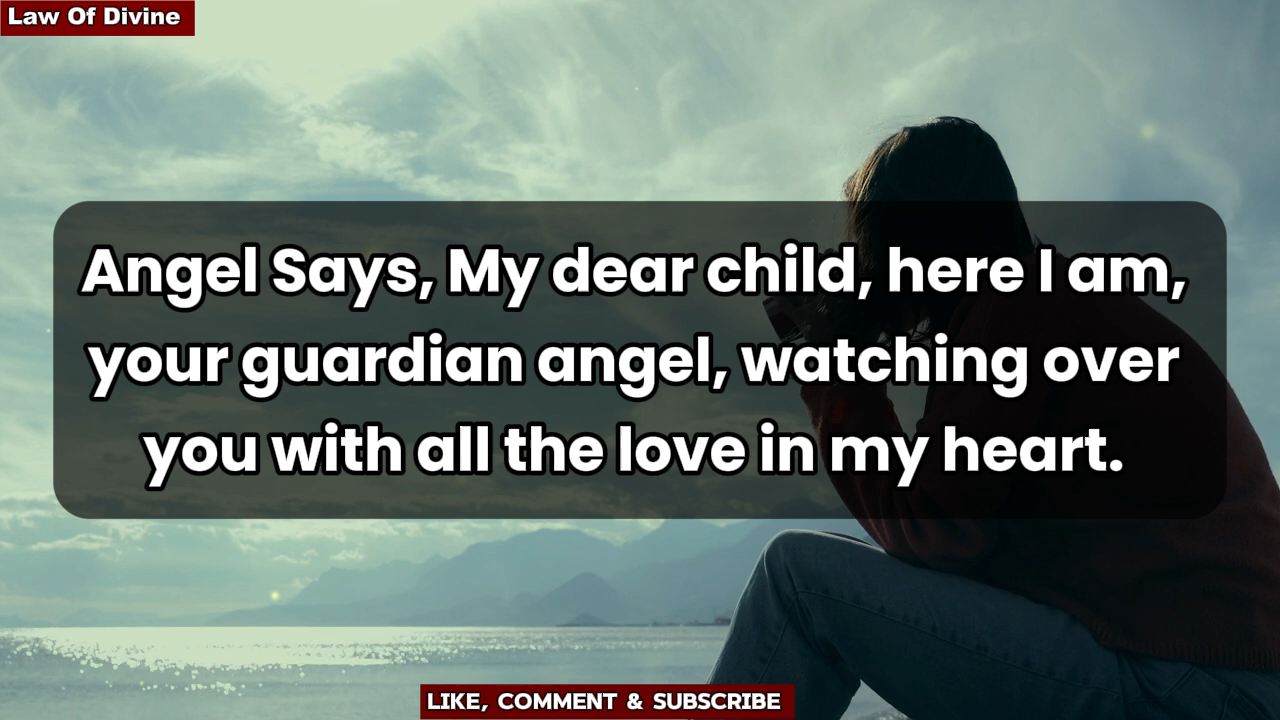 Law Of Divine
Angel Says, My dear child, here I am,
your guardian angel, watching over
you with all the love in my heart.
LIKE, COMMENT & SUBSCRIBE